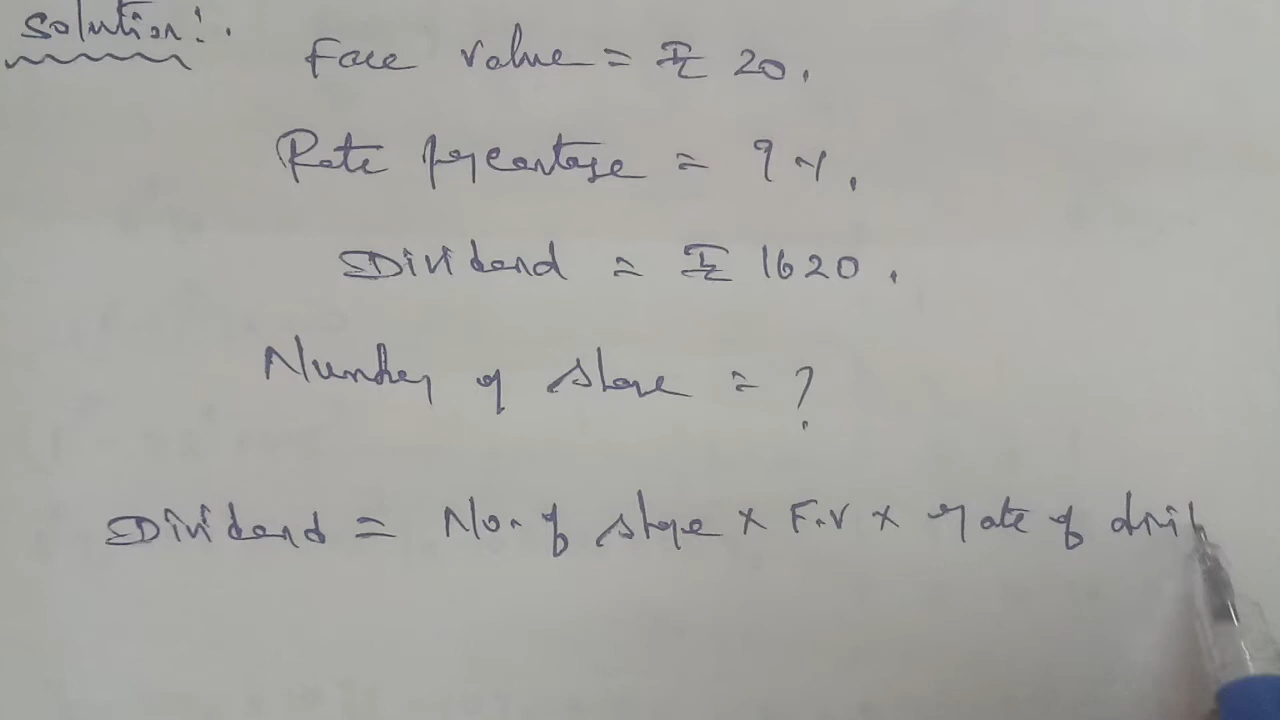 Solution:.
Face value = ₹ 20.
Rate percentage = 9 %.
Dividend = ₹ 1620.
Number of share = ?
Dividend = No. of share × F.V × rate of divi